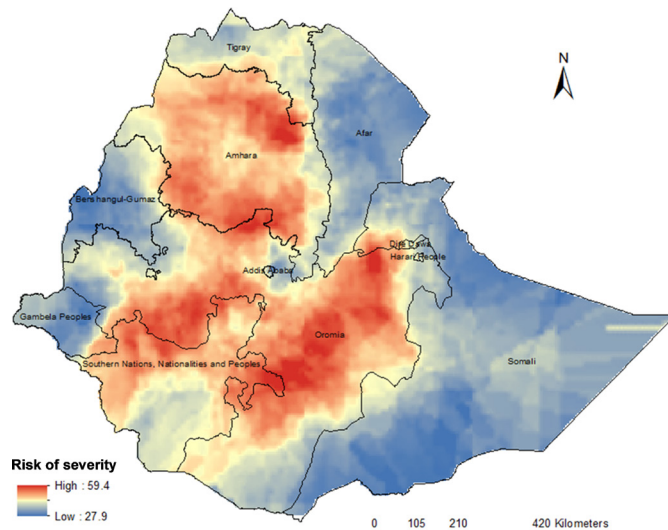 Tigray
N
Afar
Amhara
Benshangul-Gumaz
Dire Dawa
Harari People
Addis Ababa
Gambela Peoples
Oromia
Southern Nations, Nationalities and Peoples
Somali
Risk of severity
High : 59.4
Low : 27.9
0 105 210 420 Kilometers